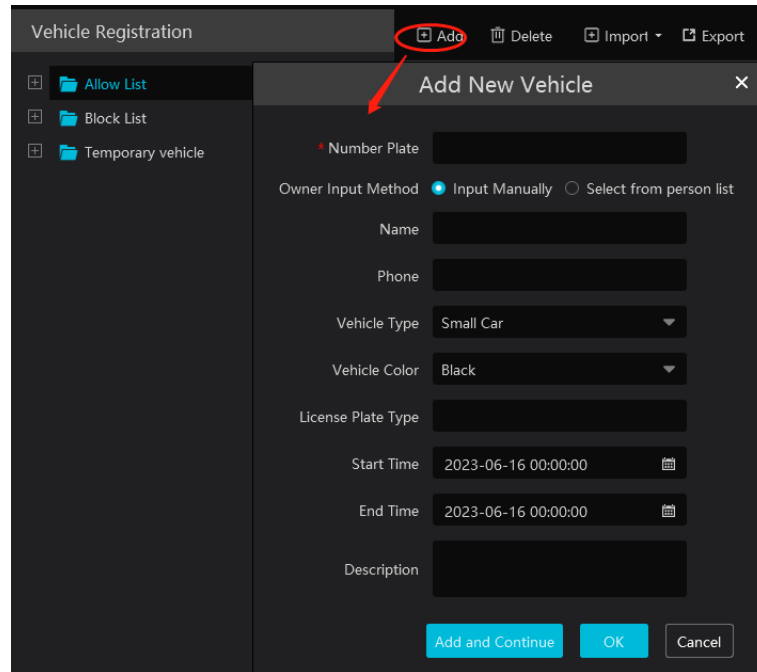 Vehicle Registration
Add Delete Import Export
Allow List
Block List
Temporary vehicle
Add New Vehicle
* Number Plate
Owner Input Method Input Manually Select from person list
Name
Phone
Vehicle Type Small Car
Vehicle Color Black
License Plate Type
Start Time 2023-06-16 00:00:00
End Time 2023-06-16 00:00:00
Description
Add and Continue OK Cancel